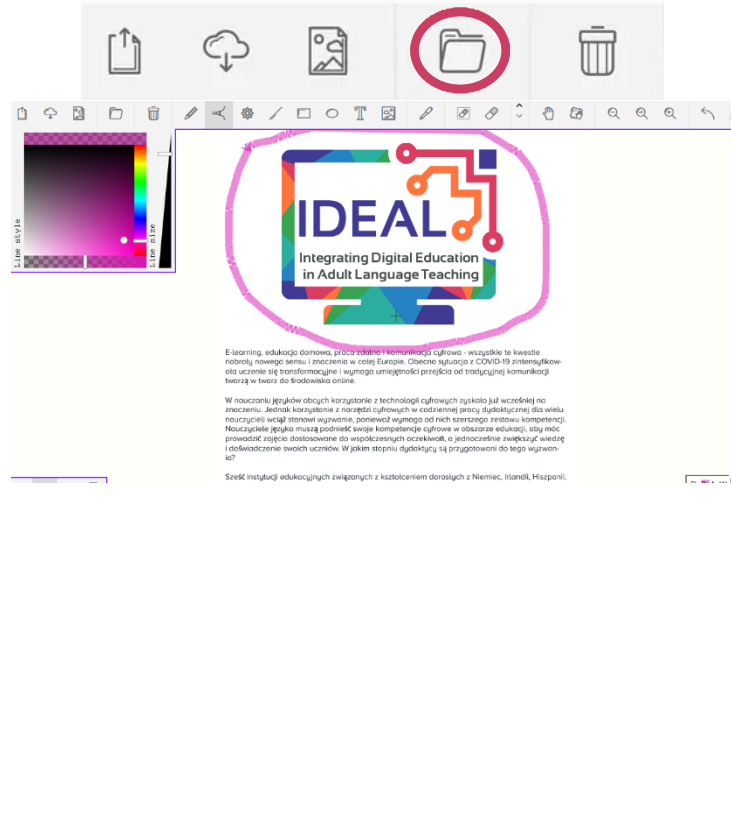 Line style
Line size
IDEAL
Integrating Digital Education
in Adult Language Teaching
E-learning, edukacja domowa, praca zdalna i komunikacja cyfrowa - wszystkie te kwestie
nabrały nowego sensu i znaczenia w całej Europie. Obecna sytuacja z COVID-19 zintensyfikow-
ała uczenie się transformacyjne i wymaga umiejętności przejścia od tradycyjnej komunikacji
twarzą w twarz do środowiska online.
W nauczaniu języków obcych korzystanie z technologii cyfrowych zyskało już wcześniej na
znaczeniu. Jednak korzystanie z narzędzi cyfrowych w codziennej pracy dydaktycznej dla wielu
nauczycieli wciąż stanowi wyzwanie, ponieważ wymaga od nich szerszego zestawu kompetencji.
Nauczyciele języka muszą podnieść swoje kompetencje cyfrowe w obszarze edukacji, aby móc
prowadzić zajęcia dostosowane do współczesnych oczekiwań, a jednocześnie zwiększyć wiedzę
i doświadczenie swoich uczniów. W jakim stopniu dydaktycy są przygotowani do tego wyzwan-
ia?
Sześć instytucji edukacyjnych związanych z kształceniem dorosłych z Niemiec, Irlandii, Hiszpanii,